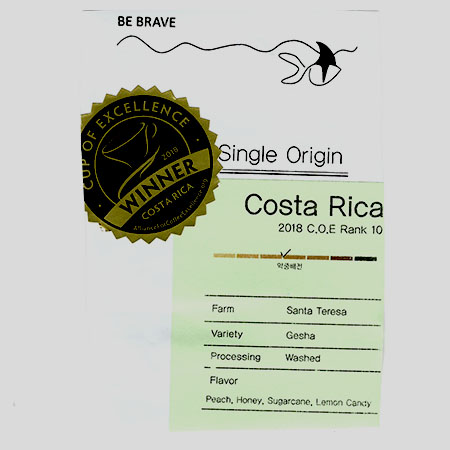 BE BRAVE
CUP OF EXCELLENCE
2018
WINNER
COSTA RICA
AllianceForCoffeeExcellence.org
Single Origin
Costa Rica
2018 C.O.E Rank 10
약중배전
Farm Santa Teresa
Variety Gesha
Processing Washed
Flavor
Peach, Honey, Sugarcane, Lemon Candy